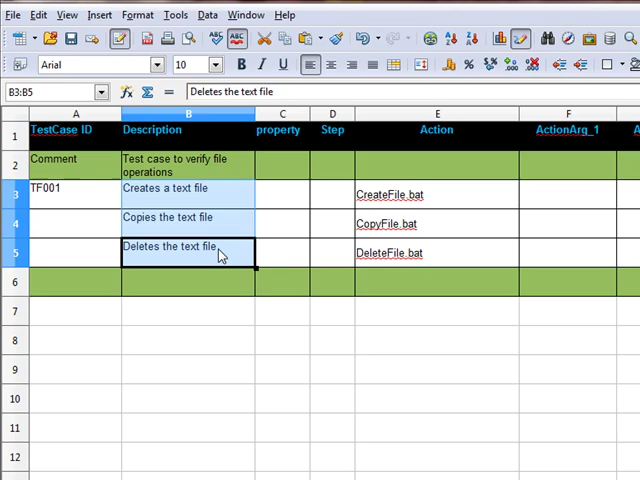 File Edit View Insert Format Tools Data Window Help
Arial 10
B3:B5 Deletes the text file
A B C D E F
1 TestCase ID Description property Step Action ActionArg_1 A
2 Comment Test case to verify file
operations
3 TF001 Creates a text file CreateFile.bat
4 Copies the text file CopyFile.bat
5 Deletes the text file DeleteFile.bat
6
7
8
9
10
11
12